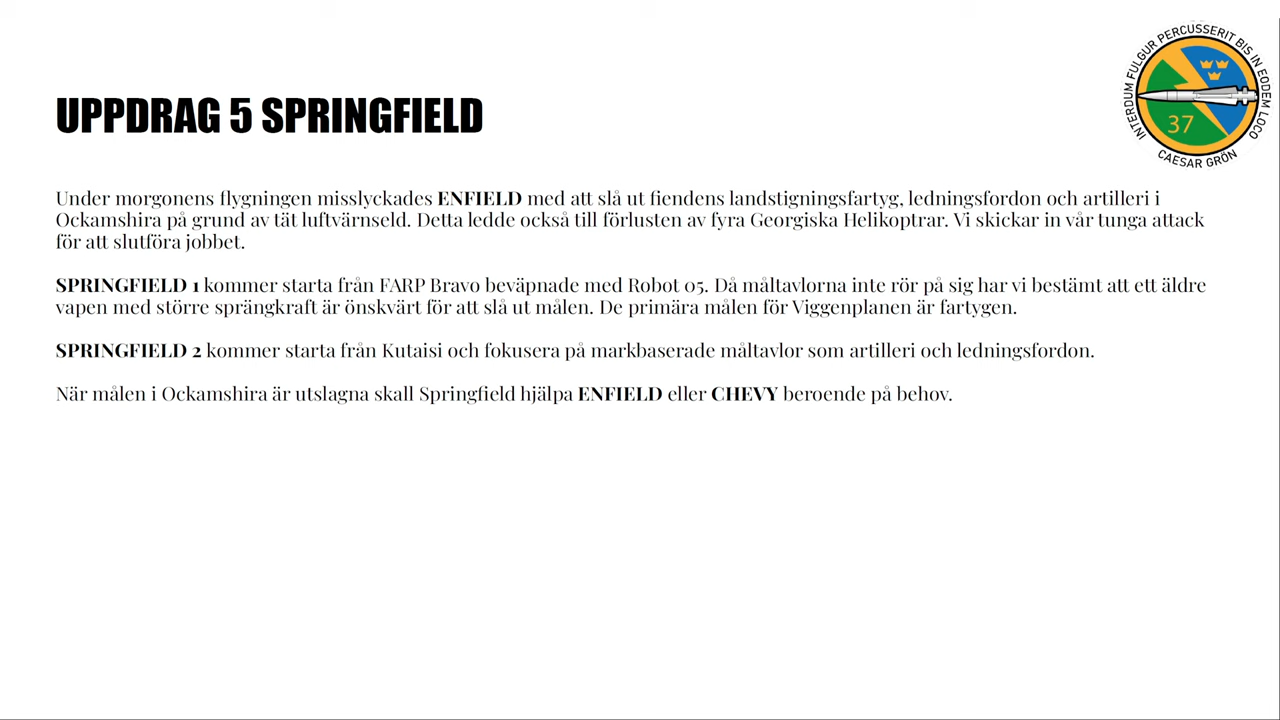 UPPDRAG 5 SPRINGFIELD
INTERDUM FULGUR PERCUSSERIT BIS IN EODEM LOCO
37
CAESAR GRÖN
Under morgonens flygningen misslyckades ENFIELD med att slå ut fiendens landstigningsfartyg, ledningsfordon och artilleri i
Ockamshira på grund av tät luftvärnseld. Detta ledde också till förlusten av fyra Georgiska Helikoptrar. Vi skickar in vår tunga attack
för att slutföra jobbet.
SPRINGFIELD 1 kommer starta från FARP Bravo beväpnade med Robot 05. Då måltavlorna inte rör på sig har vi bestämt att ett äldre
vapen med större sprängkraft är önskvärt för att slå ut målen. De primära målen för Viggenplanen är fartygen.
SPRINGFIELD 2 kommer starta från Kutaisi och fokusera på markbaserade måltavlor som artilleri och ledningsfordon.
När målen i Ockamshira är utslagna skall Springfield hjälpa ENFIELD eller CHEVY beroende på behov.